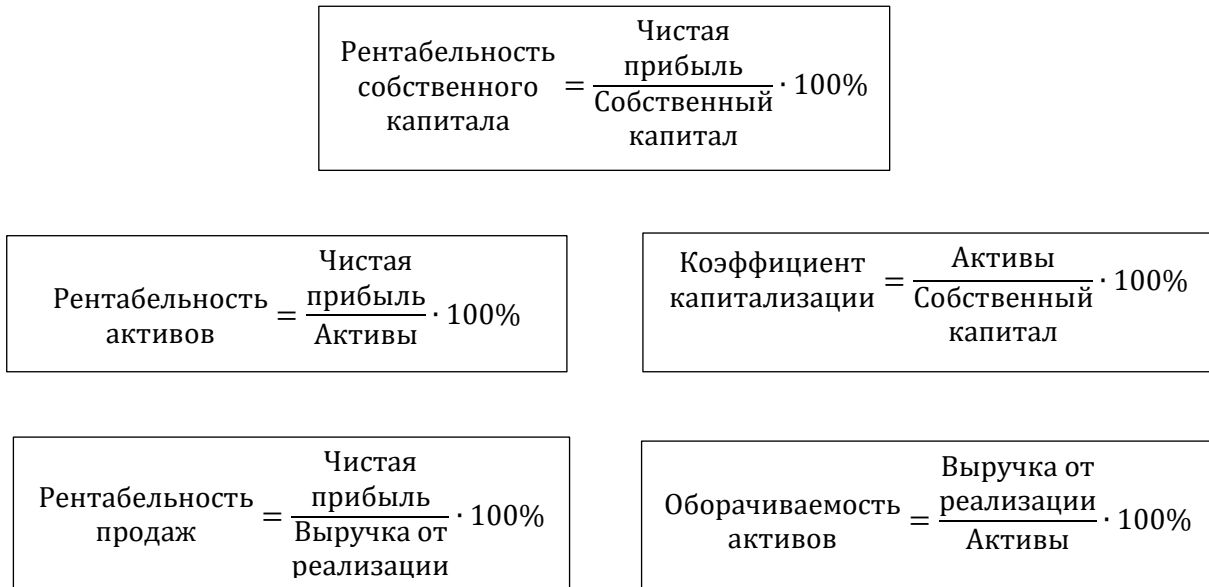 Рентабельность собственного капитала = Чистая прибыль / Собственный капитал · 100%
Рентабельность активов = Чистая прибыль / Активы · 100%
Коэффициент капитализации = Активы / Собственный капитал · 100%
Рентабельность продаж = Чистая прибыль / Выручка от реализации · 100%
Оборачиваемость активов = Выручка от реализации / Активы · 100%